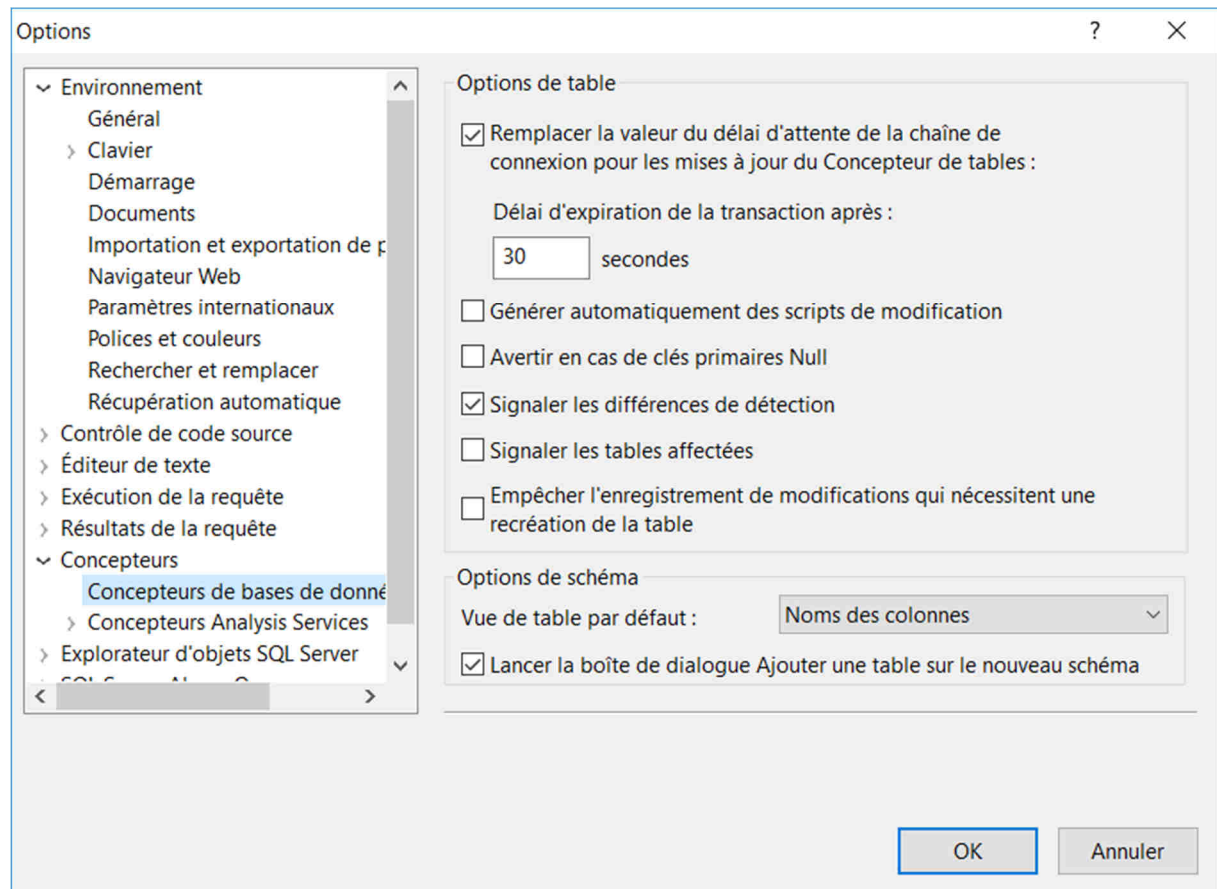 Options
?
Environnement
Général
Clavier
Démarrage
Documents
Importation et exportation de p
Navigateur Web
Paramètres internationaux
Polices et couleurs
Rechercher et remplacer
Récupération automatique
Contrôle de code source
Éditeur de texte
Exécution de la requête
Résultats de la requête
Concepteurs
Concepteurs de bases de donné
Concepteurs Analysis Services
Explorateur d'objets SQL Server
Options de table
Remplacer la valeur du délai d'attente de la chaîne de
connexion pour les mises à jour du Concepteur de tables :
Délai d'expiration de la transaction après :
30 secondes
Générer automatiquement des scripts de modification
Avertir en cas de clés primaires Null
Signaler les différences de détection
Signaler les tables affectées
Empêcher l'enregistrement de modifications qui nécessitent une
recréation de la table
Options de schéma
Vue de table par défaut : Noms des colonnes
Lancer la boîte de dialogue Ajouter une table sur le nouveau schéma
OK Annuler